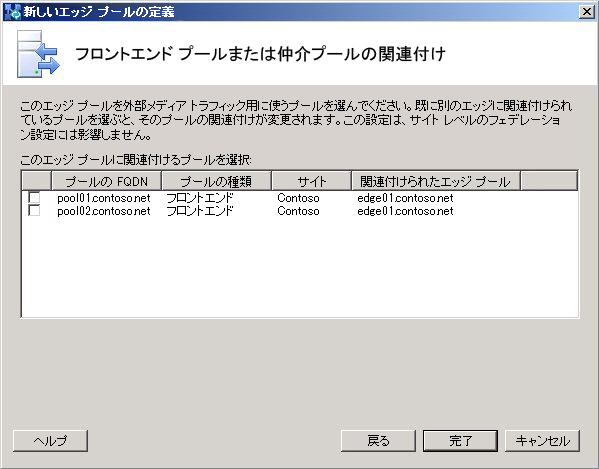 新しいエッジ プールの定義
フロントエンド プールまたは仲介プールの関連付け
このエッジ プールを外部メディア トラフィック用に使うプールを選んでください。既に別のエッジに関連付けられ
ているプールを選ぶと、そのプールの関連付けが変更されます。この設定は、サイト レベルのフェデレーショ
ン設定には影響しません。
このエッジ プールに関連付けるプールを選択:
プールの FQDN プールの種類 サイト 関連付けられたエッジ プール
pool01.contoso.net フロントエンド Contoso edge01.contoso.net
pool02.contoso.net フロントエンド Contoso edge01.contoso.net
ヘルプ 戻る 完了 キャンセル